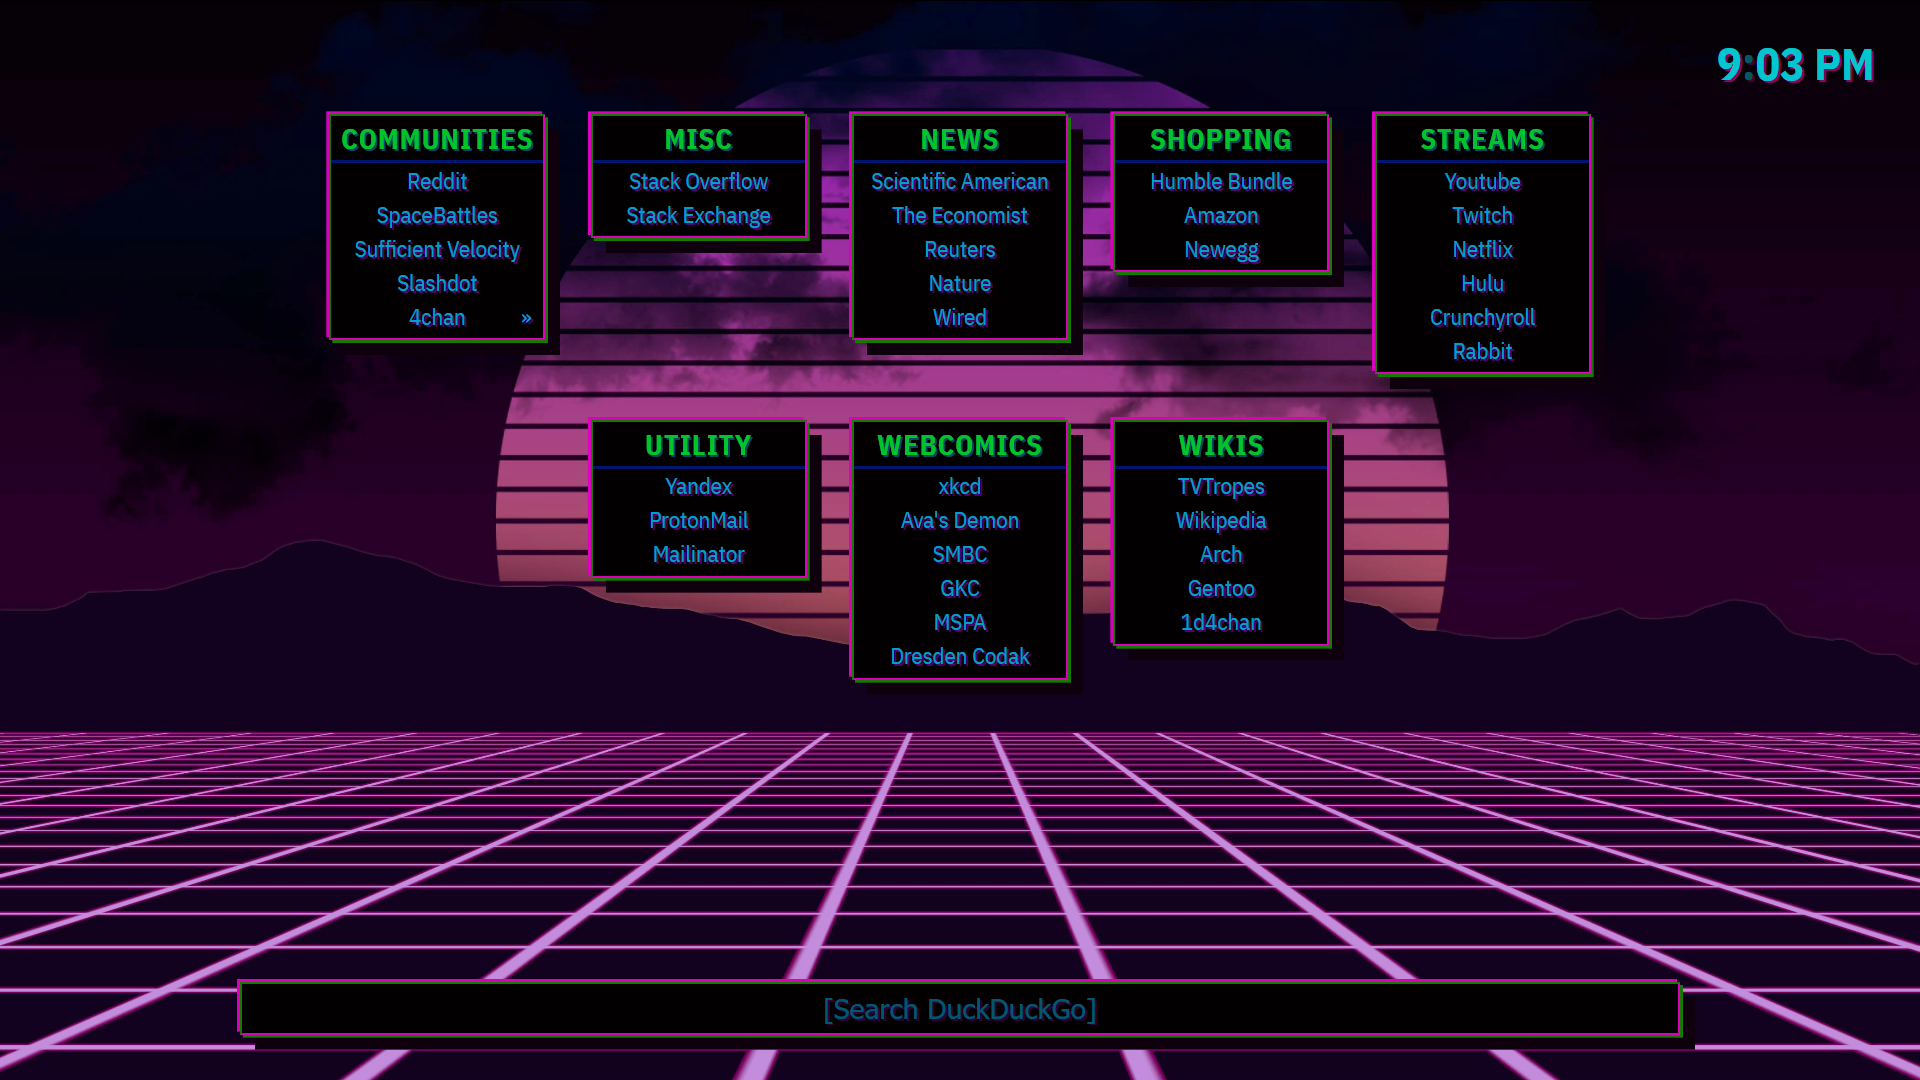 9:03 PM
COMMUNITIES
Reddit
SpaceBattles
Sufficient Velocity
Slashdot
4chan »
MISC
Stack Overflow
Stack Exchange
NEWS
Scientific American
The Economist
Reuters
Nature
Wired
SHOPPING
Humble Bundle
Amazon
Newegg
STREAMS
Youtube
Twitch
Netflix
Hulu
Crunchyroll
Rabbit
UTILITY
Yandex
ProtonMail
Mailinator
WEBCOMICS
xkcd
Ava's Demon
SMBC
GKC
MSPA
Dresden Codak
WIKIS
TVTropes
Wikipedia
Arch
Gentoo
1d4chan
[Search DuckDuckGo]